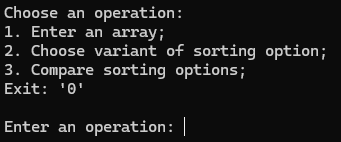 Choose an operation:
1. Enter an array;
2. Choose variant of sorting option;
3. Compare sorting options;
Exit: '0'
Enter an operation: